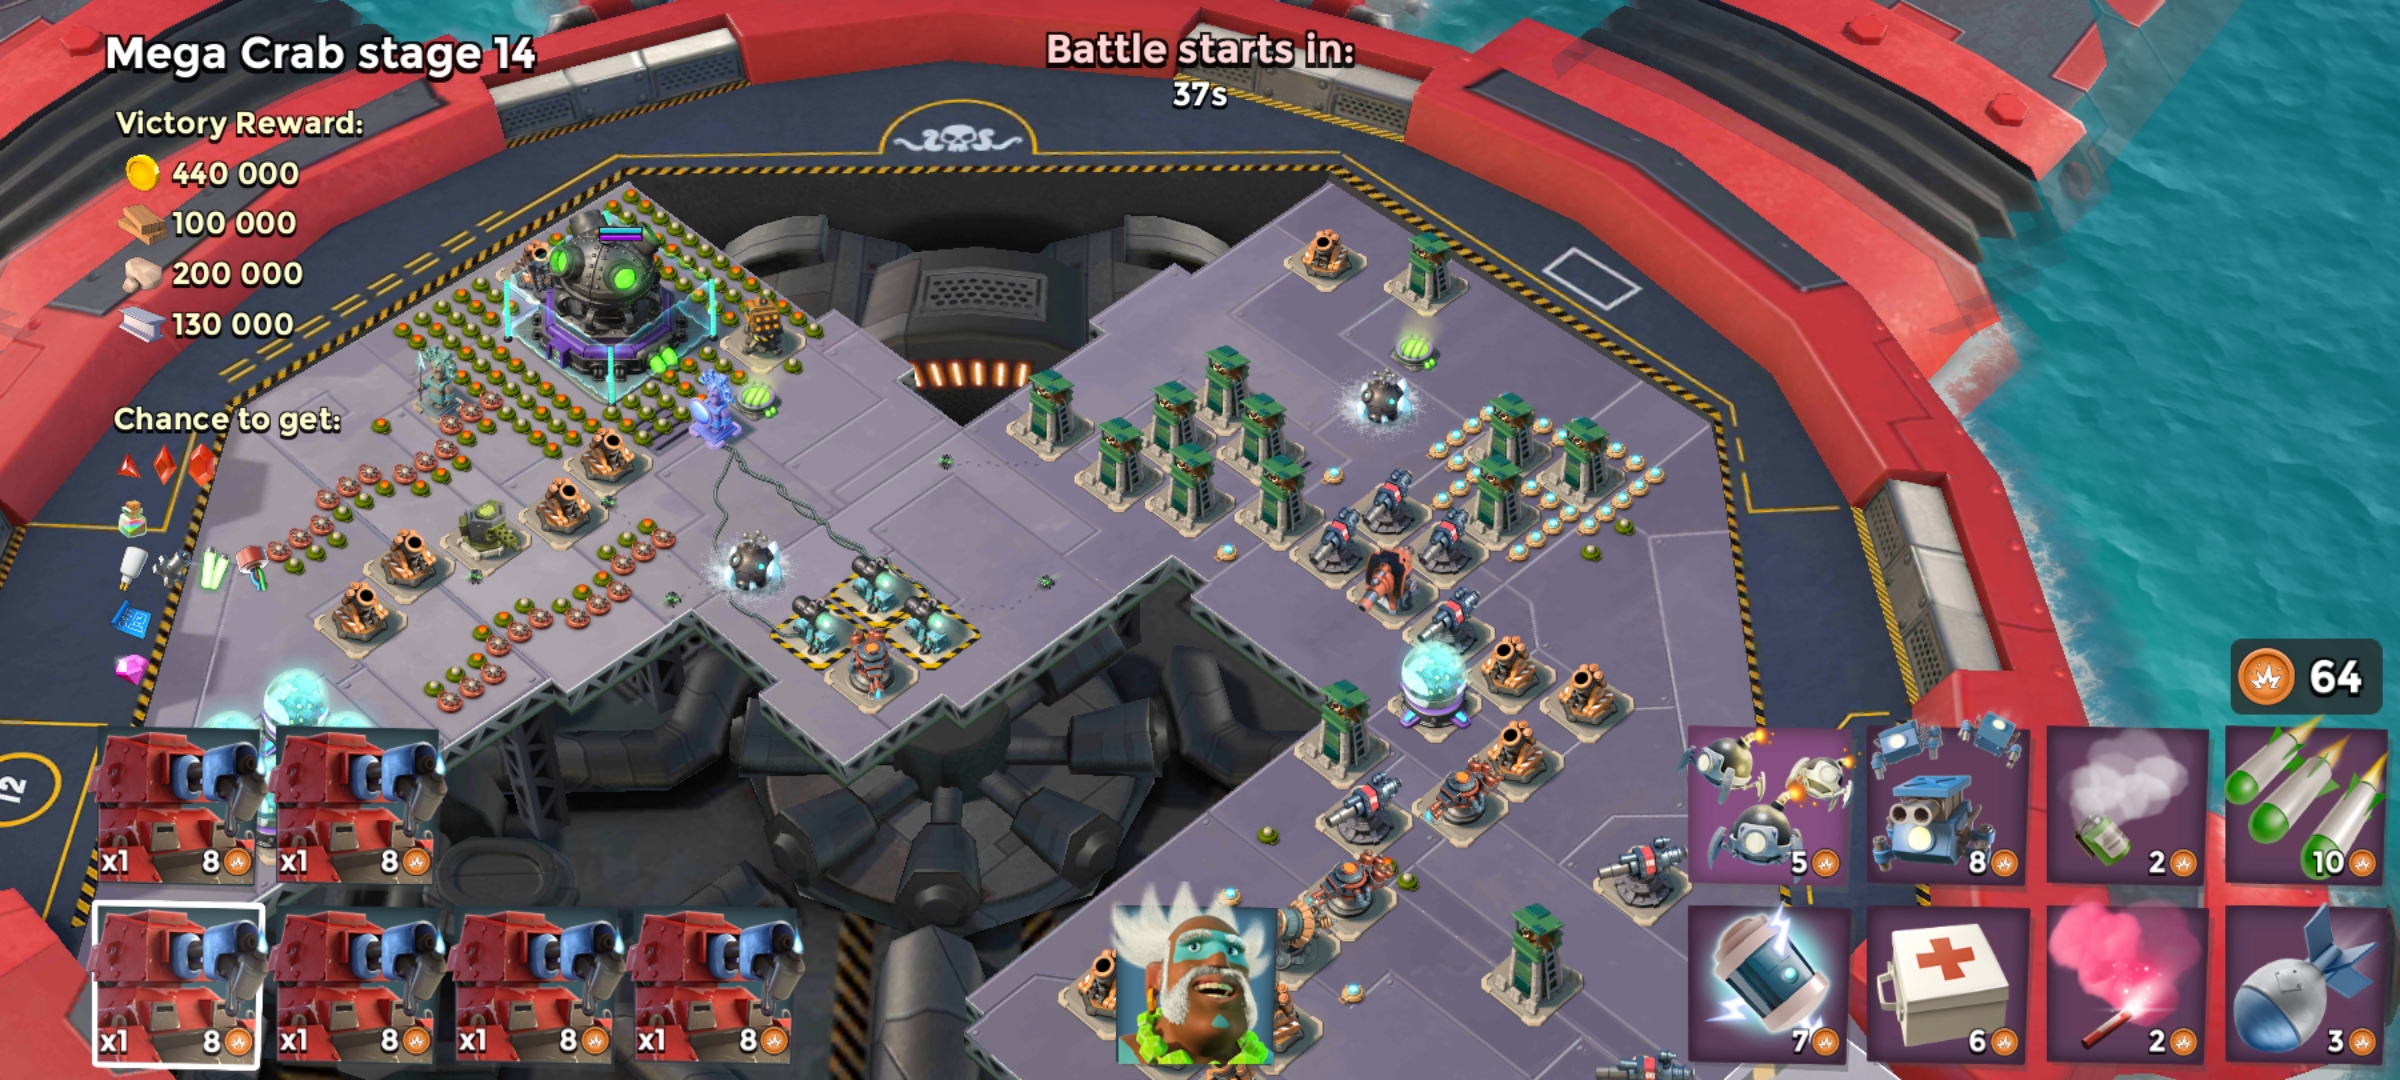 Mega Crab stage 14
Battle starts in:
37s
Victory Reward:
440 000
100 000
200 000
130 000
Chance to get:
12
64
x1 8
x1 8
5
8
2
10
x1 8
x1 8
x1 8
x1 8
7
6
2
3